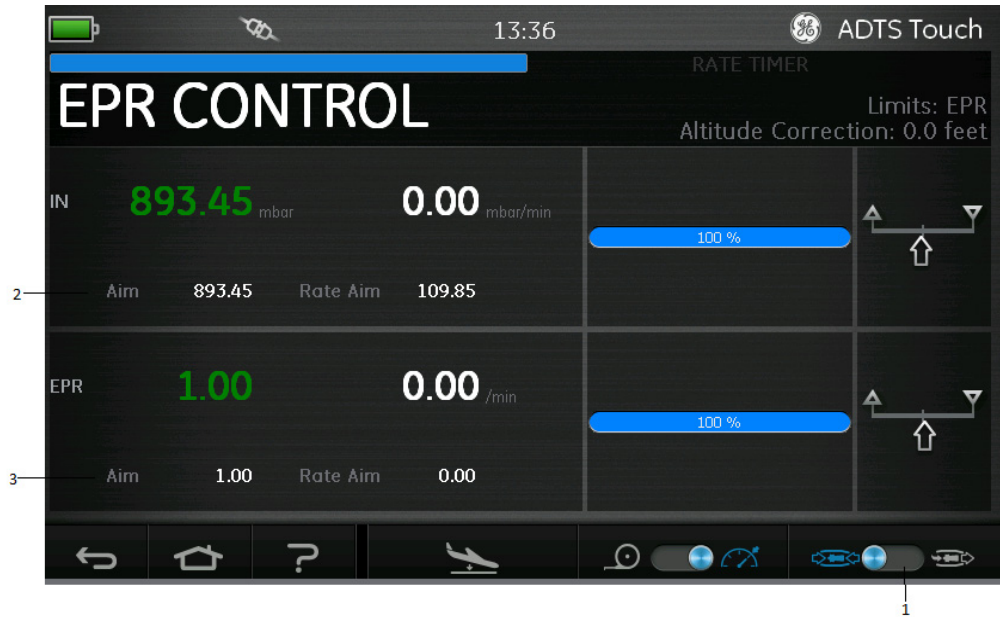 13:36
ADTS Touch
RATE TIMER
EPR CONTROL
Limits: EPR
Altitude Correction: 0.0 feet
IN 893.45 mbar 0.00 mbar/min
100 %
2 Aim 893.45 Rate Aim 109.85
EPR 1.00 0.00 /min
100 %
3 Aim 1.00 Rate Aim 0.00
?
1